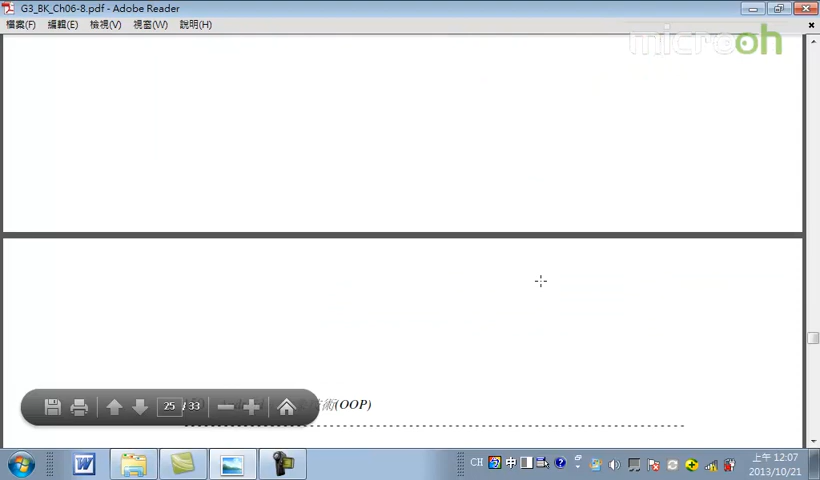 G3_BK_Ch06-8.pdf - Adobe Reader
檔案(F) 編輯(E) 檢視(V) 視窗(W) 說明(H)
microoh
25 / 33
術(OOP)
CH 中
上午 12:07
2013/10/21